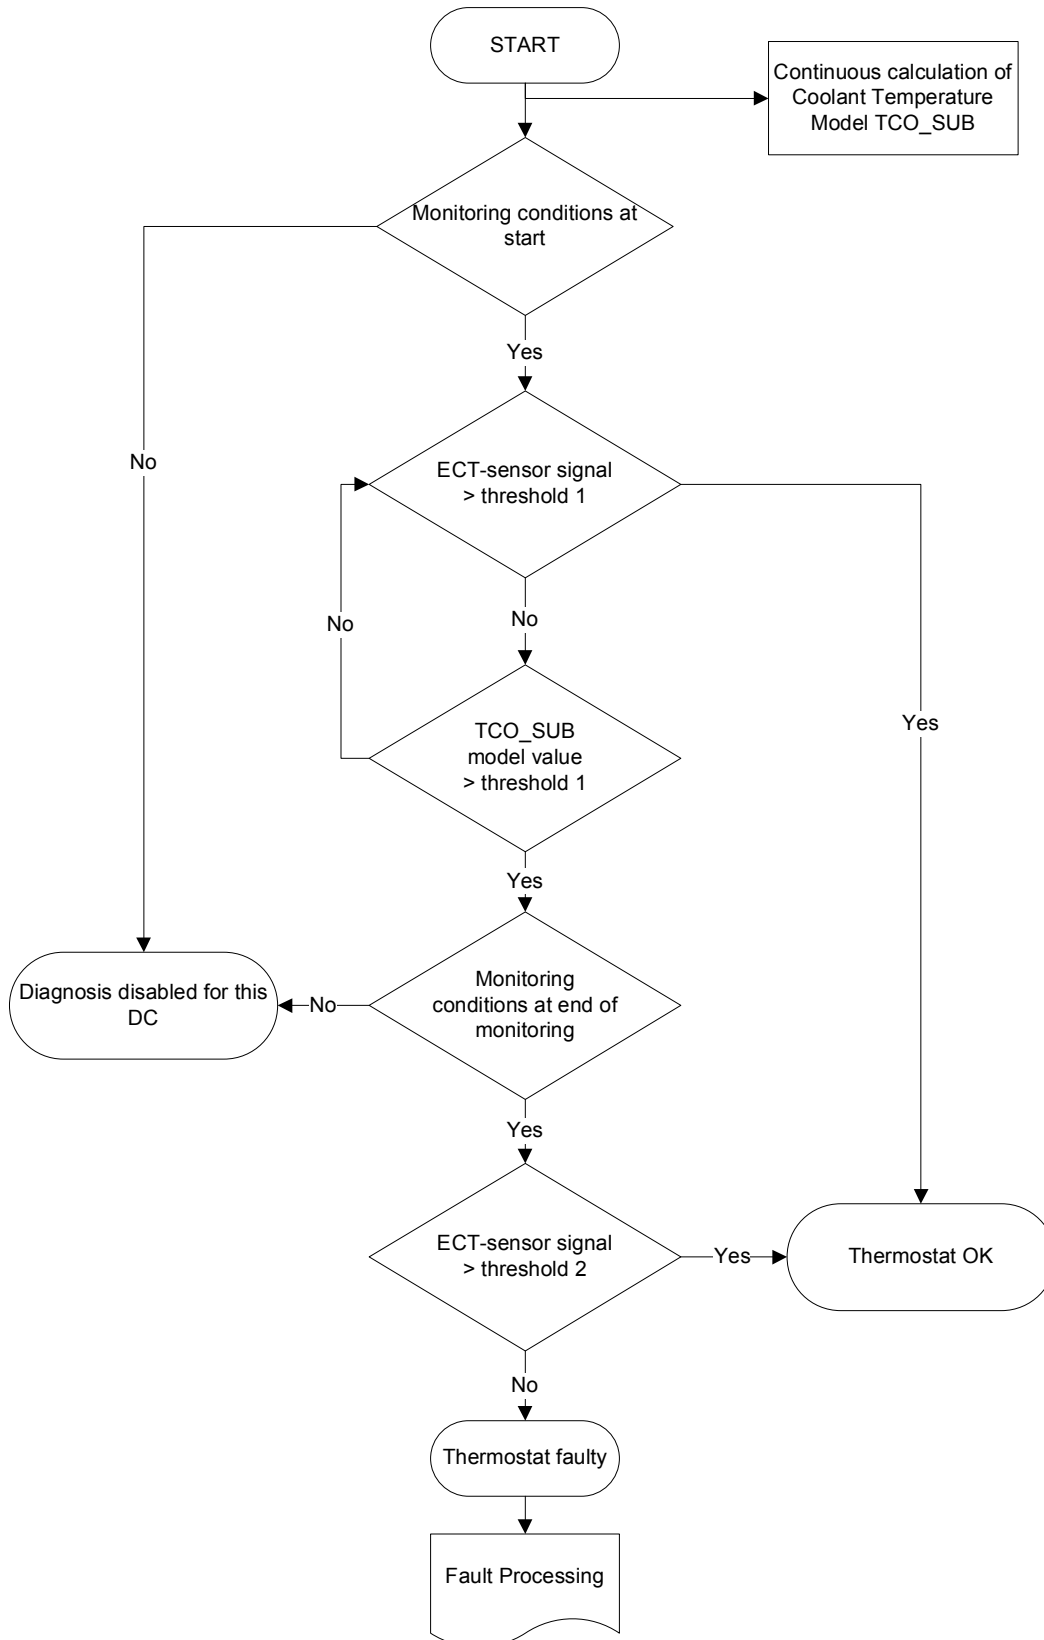 START
Continuous calculation of
Coolant Temperature
Model TCO_SUB
Monitoring conditions at
start
Yes
No
ECT-sensor signal
> threshold 1
No
No
Yes
TCO_SUB
model value
> threshold 1
Yes
Monitoring
conditions at end of
monitoring
No
Diagnosis disabled for this
DC
Yes
ECT-sensor signal
> threshold 2
Yes
Thermostat OK
No
Thermostat faulty
Fault Processing